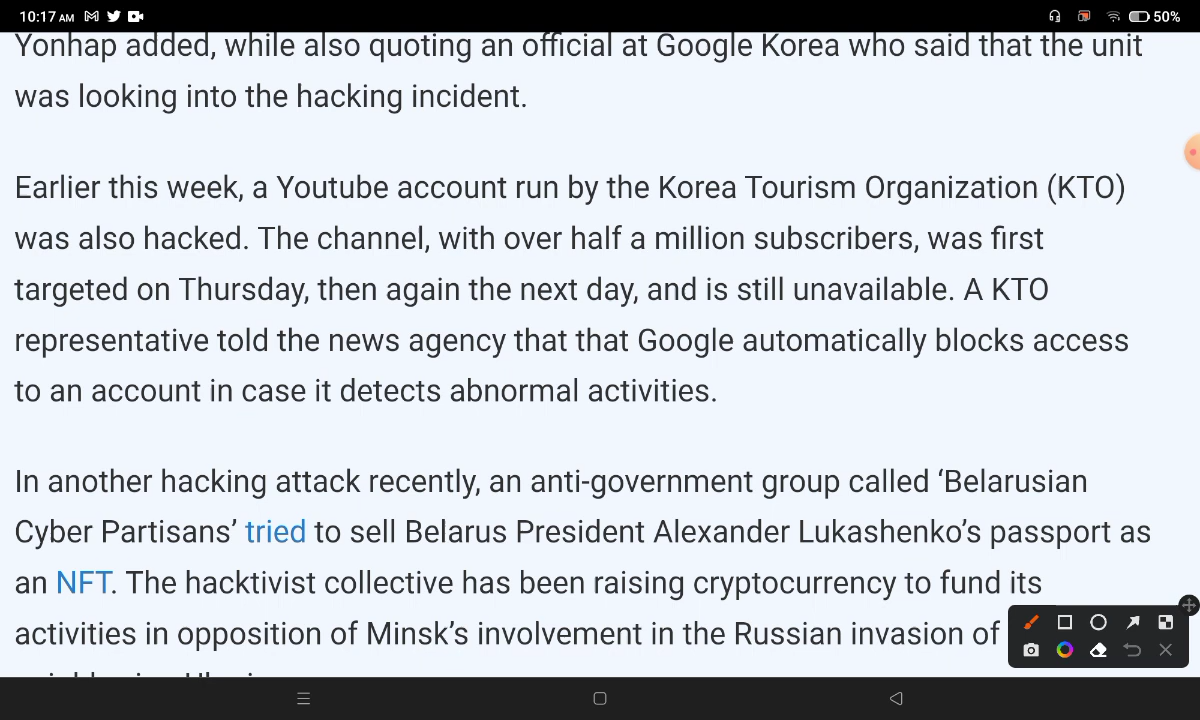 10:17 AM
50%
Yonhap added, while also quoting an official at Google Korea who said that the unit
was looking into the hacking incident.
Earlier this week, a Youtube account run by the Korea Tourism Organization (KTO)
was also hacked. The channel, with over half a million subscribers, was first
targeted on Thursday, then again the next day, and is still unavailable. A KTO
representative told the news agency that that Google automatically blocks access
to an account in case it detects abnormal activities.
In another hacking attack recently, an anti-government group called ‘Belarusian
Cyber Partisans’ tried to sell Belarus President Alexander Lukashenko’s passport as
an NFT. The hacktivist collective has been raising cryptocurrency to fund its
activities in opposition of Minsk’s involvement in the Russian invasion of